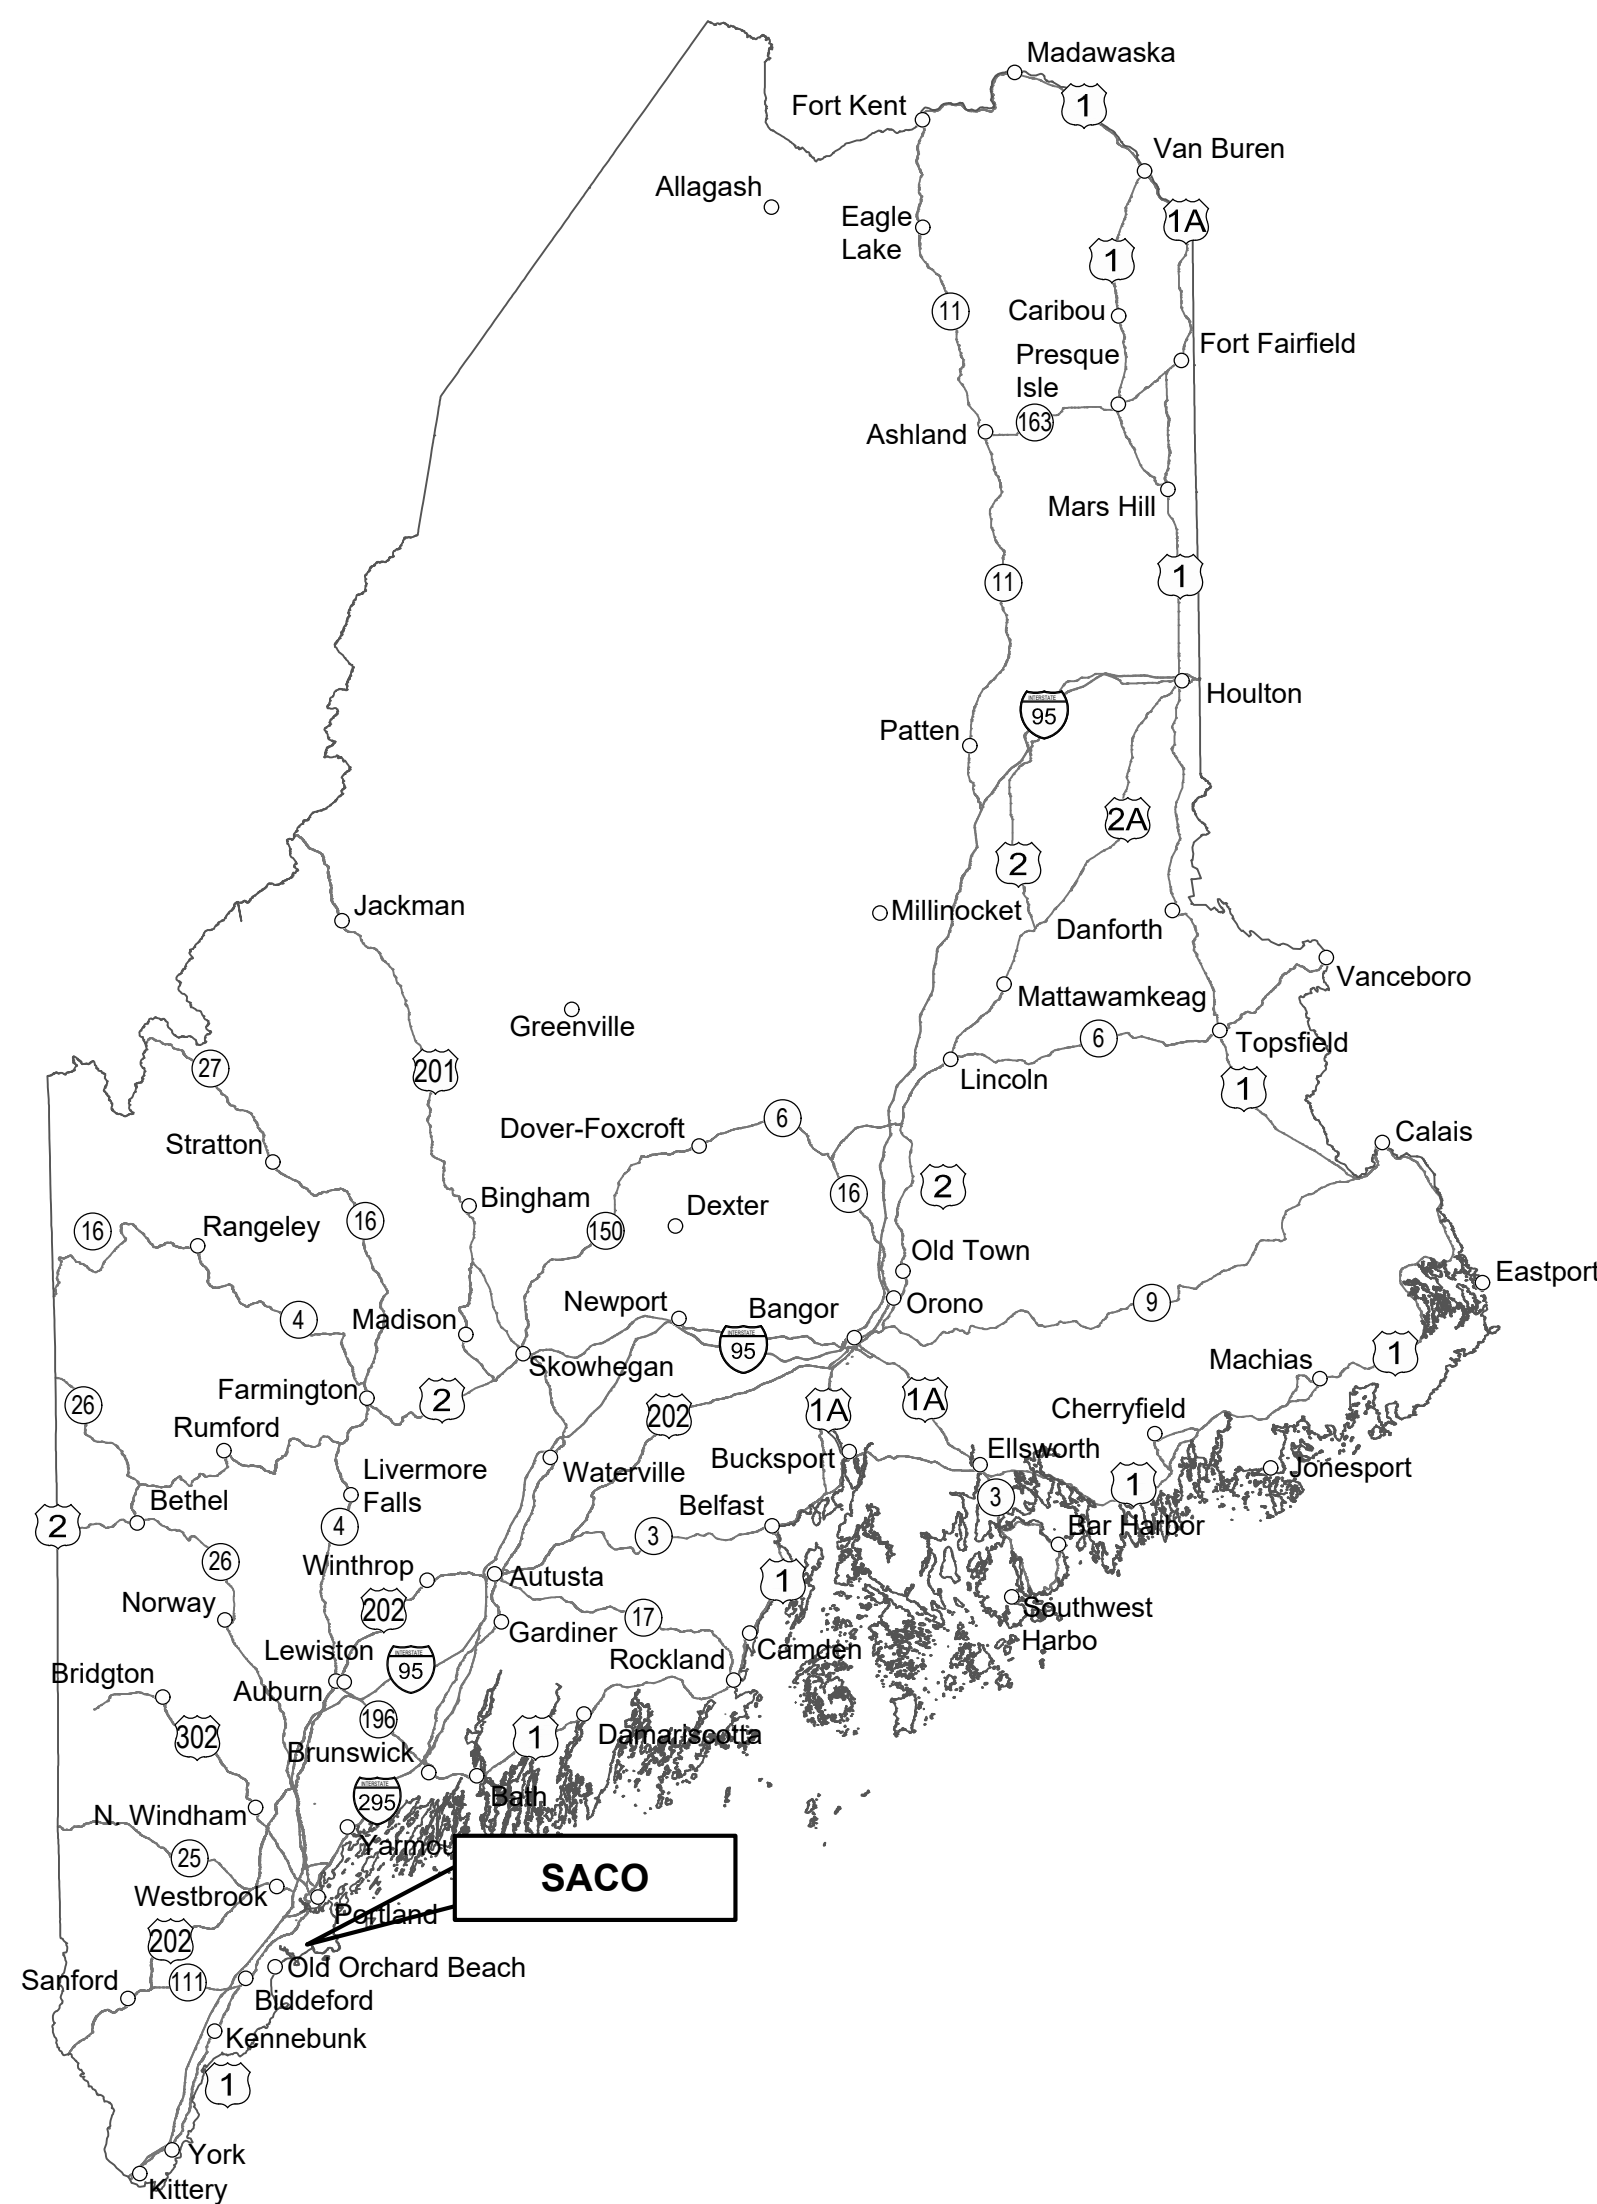 Madawaska
1
Fort Kent
Van Buren
Allagash
Eagle
Lake
1A
1
11
Caribou
Fort Fairfield
Presque
Isle
163
Ashland
Mars Hill
11
1
Houlton
INTERSTATE
95
Patten
2A
2
Jackman
Millinocket
Danforth
Vanceboro
Mattawamkeag
Greenville
6
Topsfield
27
201
Lincoln
1
Dover-Foxcroft
6
Calais
Stratton
16
2
Bingham
Dexter
16
Rangeley
16
150
Old Town
Eastport
4
Madison
Newport
Bangor
Orono
9
INTERSTATE
95
Skowhegan
Machias
1
Farmington
2
26
202
1A
1A
Cherryfield
Rumford
Bucksport
Ellsworth
Livermore
Falls
Waterville
1
Jonesport
Bethel
3
Belfast
2
4
3
Bar Harbor
26
Winthrop
Autusta
1
Norway
202
17
Southwest
Harbo
Gardiner
Lewiston
INTERSTATE
95
Rockland
Camden
Bridgton
Auburn
196
302
1
Damariscotta
Brunswick
INTERSTATE
295
Bath
N. Windham
Yarmou
25
SACO
Westbrook
Portland
202
Old Orchard Beach
Sanford
111
Biddeford
Kennebunk
1
York
Kittery